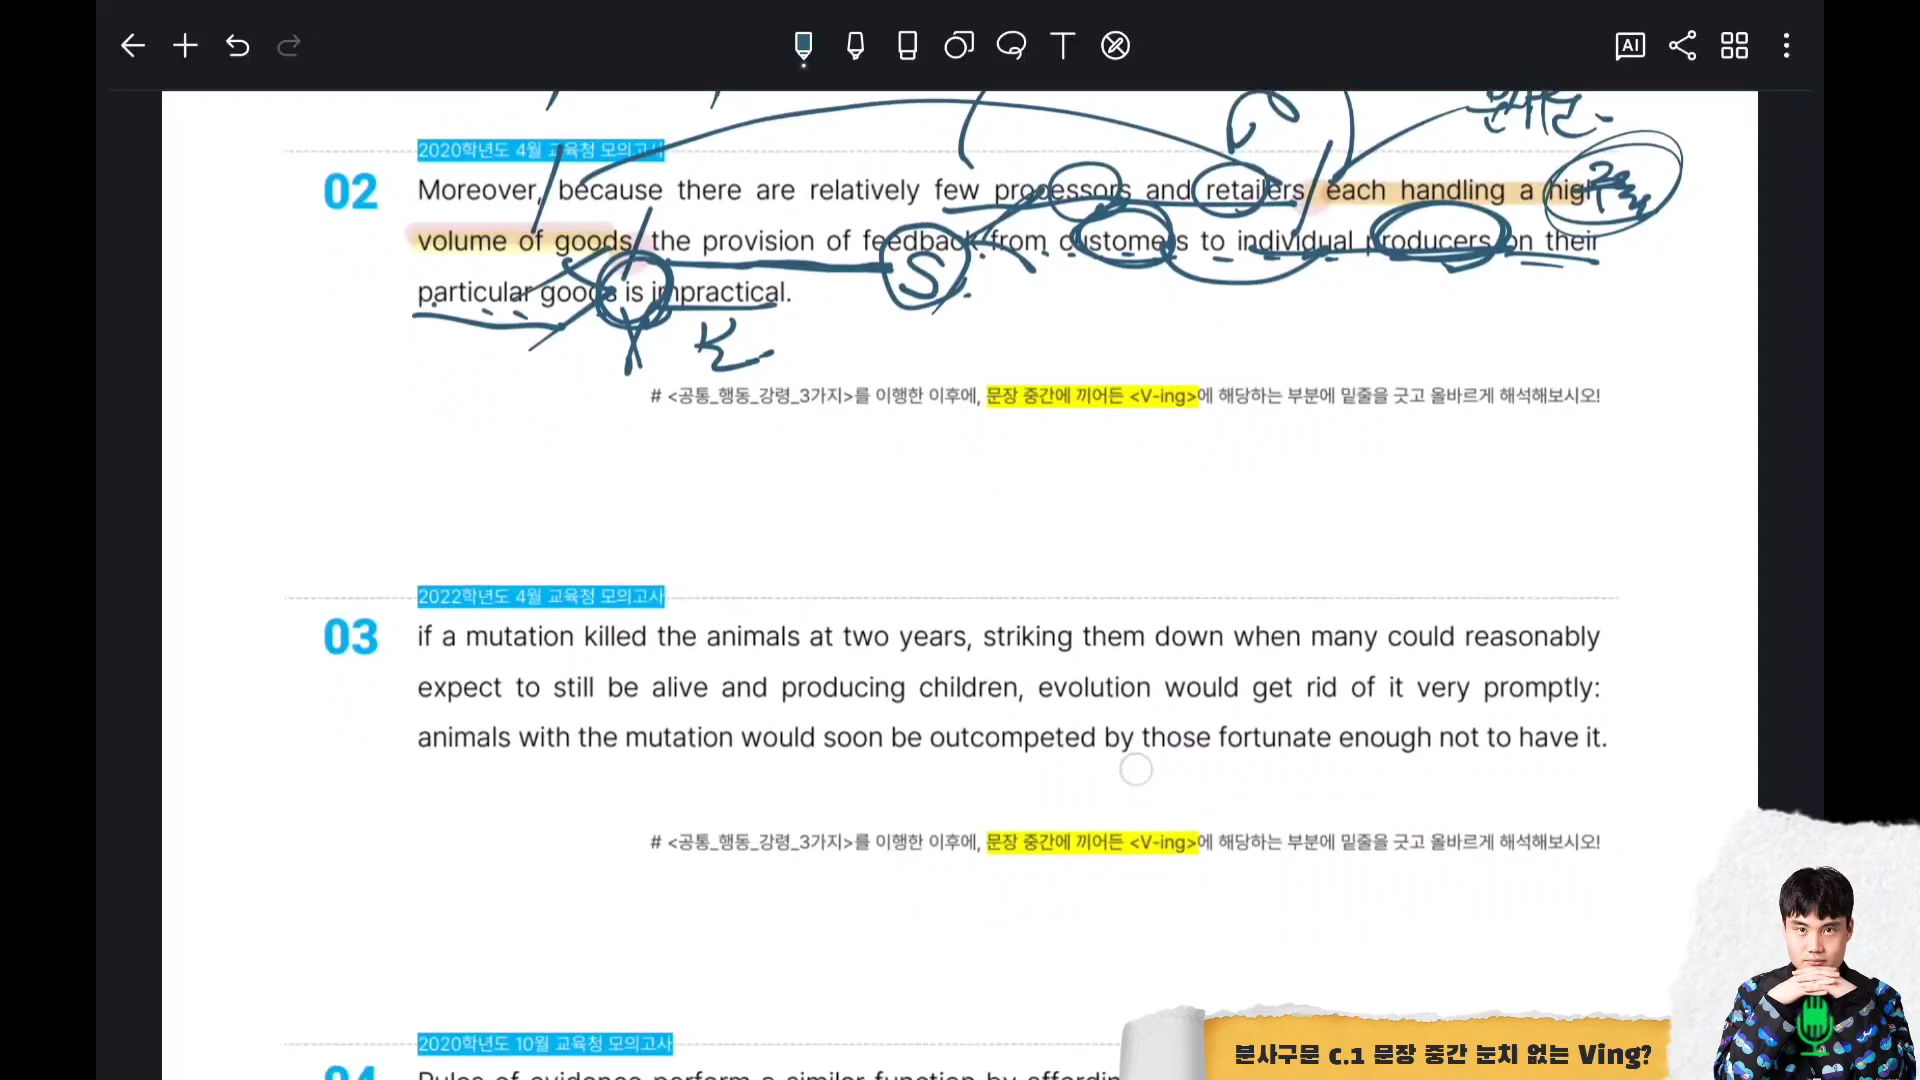 AI
2020학년도 4월 교육청 모의고사
02 Moreover, because there are relatively few processors and retailers, each handling a high
volume of goods, the provision of feedback from customers to individual producers on their
particular goods is impractical.
S
V
# <공통_행동_강령_3가지>를 이행한 이후에, 문장 중간에 끼어든 <V-ing>에 해당하는 부분에 밑줄을 긋고 올바르게 해석해보시오!
2022학년도 4월 교육청 모의고사
03 if a mutation killed the animals at two years, striking them down when many could reasonably
expect to still be alive and producing children, evolution would get rid of it very promptly:
animals with the mutation would soon be outcompeted by those fortunate enough not to have it.
# <공통_행동_강령_3가지>를 이행한 이후에, 문장 중간에 끼어든 <V-ing>에 해당하는 부분에 밑줄을 긋고 올바르게 해석해보시오!
2020학년도 10월 교육청 모의고사
04 Rules of evidence perform a similar function by
분사구문 c.1 문장 중간 눈치 없는 Ving?